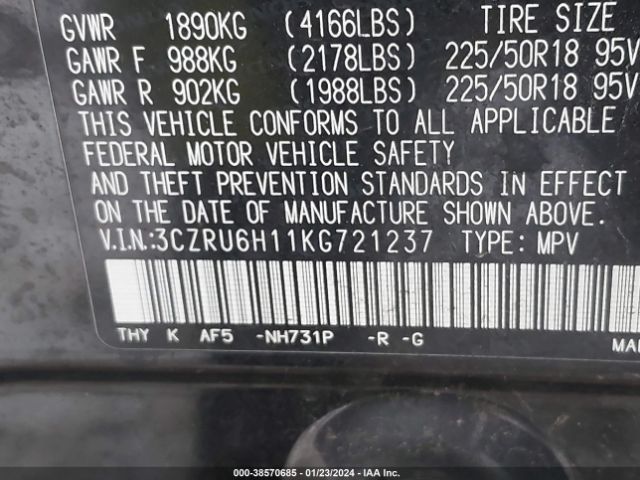 GVWR 1890KG (4166LBS) TIRE SIZE
GAWR F 988KG (2178LBS) 225/50R18 95V
GAWR R 902KG (1988LBS) 225/50R18 95V
THIS VEHICLE CONFORMS TO ALL APPLICABLE
FEDERAL MOTOR VEHICLE SAFETY
AND THEFT PREVENTION STANDARDS IN EFFECT
ON THE DATE OF MANUFACTURE SHOWN ABOVE.
V.I.N.:3CZRU6H11KG721237 TYPE: MPV
THY K AF5 -NH731P -R -G
000-38570685 - 01/23/2024 - IAA Inc.